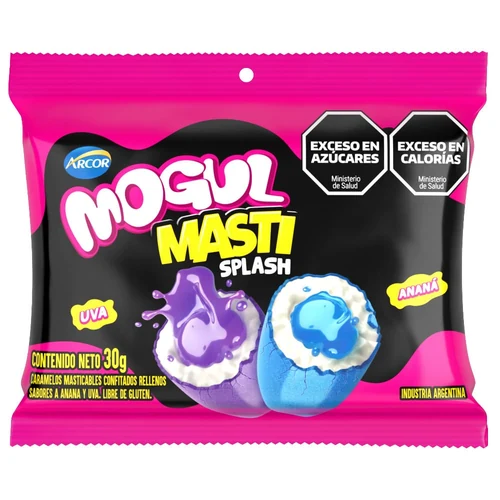 ARCOR
MOGUL
MASTI
SPLASH
EXCESO EN
AZÚCARES
Ministerio
de Salud
EXCESO EN
CALORÍAS
Ministerio
de Salud
UVA
ANANÁ
CONTENIDO NETO 30g
CARAMELOS MASTICABLES CONFITADOS RELLENOS
SABORES A ANANA Y UVA. LIBRE DE GLUTEN.
INDUSTRIA ARGENTINA